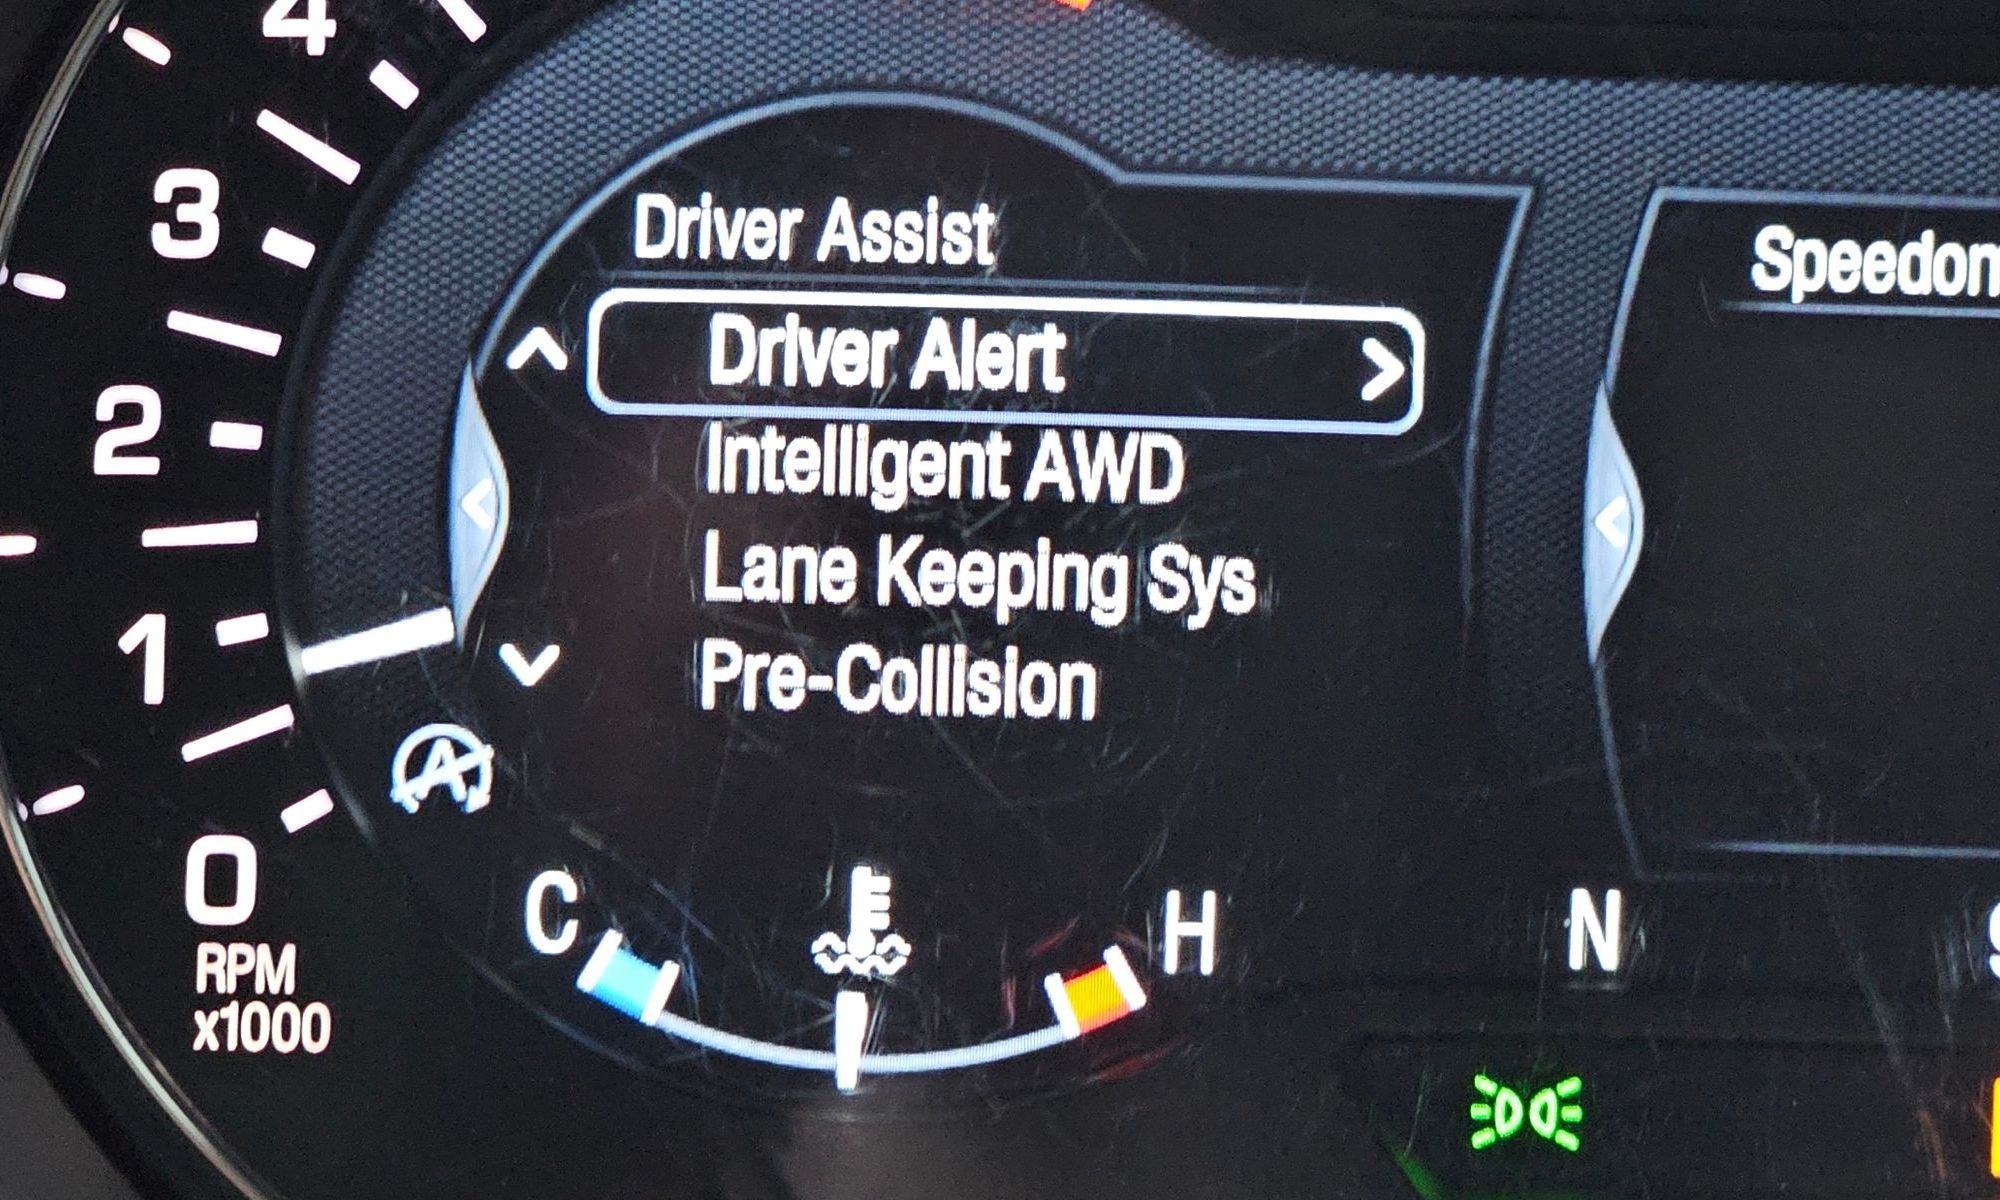 4
3
2
1
0
RPM
x1000
Driver Assist
Driver Alert
Intelligent AWD
Lane Keeping Sys
Pre-Collision
A
C
H
N